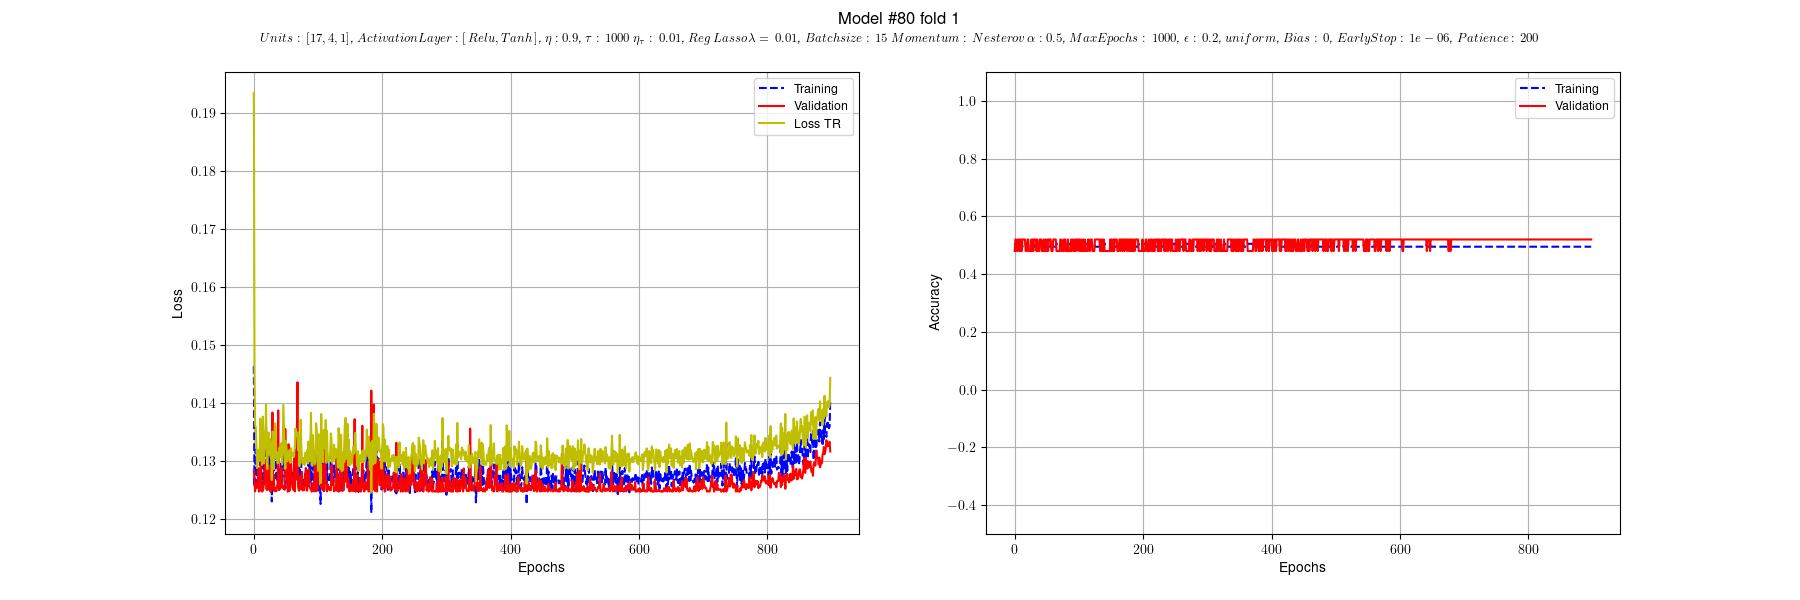 Model #80 fold 1
Units : [17, 4, 1], ActivationLayer : [ Relu, Tanh ], η : 0.9, τ : 1000 ητ : 0.01, Reg Lasso λ = 0.01, Batchsize : 15 Momentum : Nesterov α : 0.5, MaxEpochs : 1000, ϵ : 0.2, uniform, Bias : 0, EarlyStop : 1e − 06, Patience : 200
Training
Validation
Loss TR
0.19
0.18
0.17
0.16
0.15
0.14
0.13
0.12
Loss
0 200 400 600 800
Epochs
Training
Validation
1.0
0.8
0.6
0.4
0.2
0.0
−0.2
−0.4
Accuracy
0 200 400 600 800
Epochs